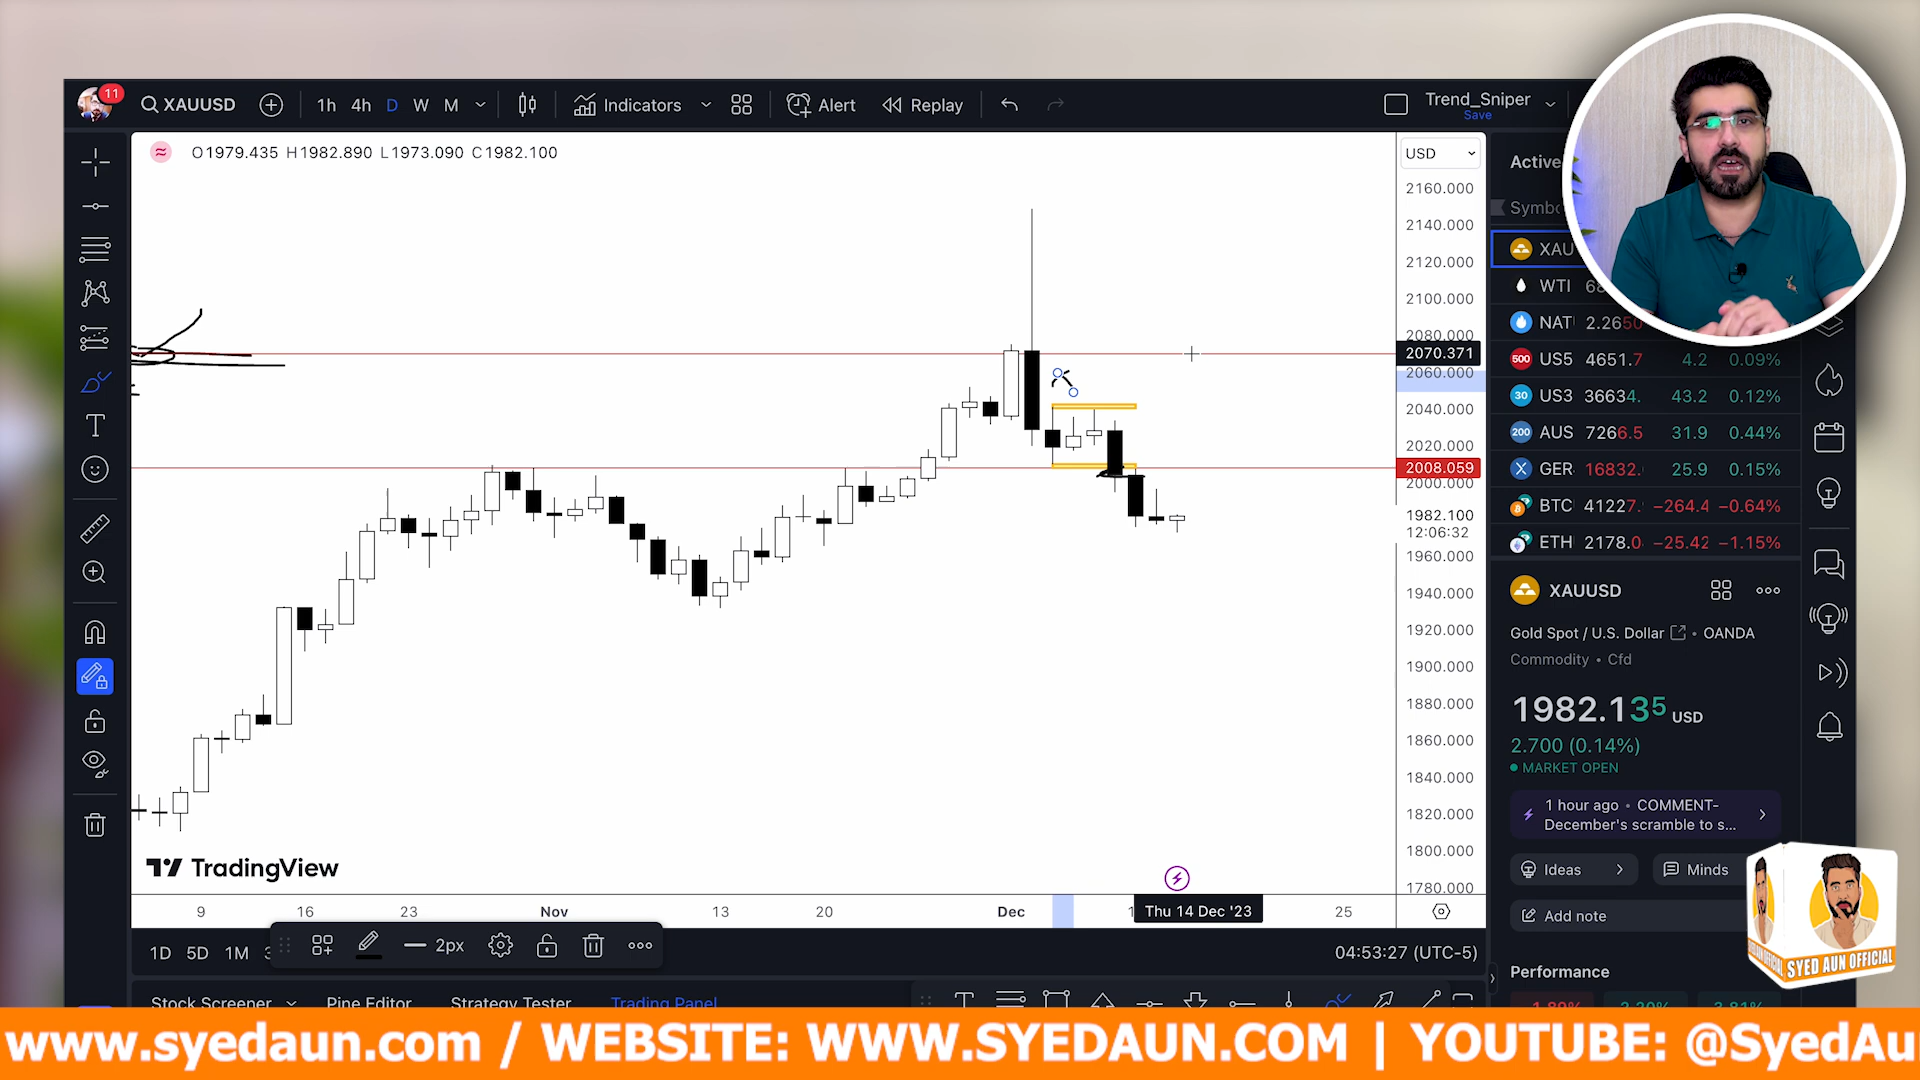 11
XAUUSD
1h 4h D W M
Indicators
Alert
Replay
Trend_Sniper
Save
O1979.435 H1982.890 L1973.090 C1982.100
USD
2160.000
2140.000
2120.000
2100.000
2080.000
2070.371
2060.000
2040.000
2020.000
2008.059
2000.000
1982.100
12:06:32
1960.000
1940.000
1920.000
1900.000
1880.000
1860.000
1840.000
1820.000
1800.000
1780.000
TradingView
9 16 23 Nov 13 20 Dec Thu 14 Dec '23 25
1D 5D 1M
2px
04:53:27 (UTC-5)
Stock Screener Pine Editor Strategy Tester Trading Panel
Active
Symbo
XAU
WTI
NAT 2.2650
500 US5 4651.7 4.2 0.09%
30 US3 36634. 43.2 0.12%
200 AUS 7266.5 31.9 0.44%
GER 16832. 25.9 0.15%
BTC 41227. −264.4 −0.64%
ETH 2178.0 −25.42 −1.15%
XAUUSD
Gold Spot / U.S. Dollar • OANDA
Commodity • Cfd
1982.135 USD
2.700 (0.14%)
MARKET OPEN
1 hour ago • COMMENT-
December's scramble to s...
Ideas
Minds
Add note
Performance
SYED AUN OFFICIAL
www.syedaun.com / WEBSITE: WWW.SYEDAUN.COM | YOUTUBE: @SyedAu